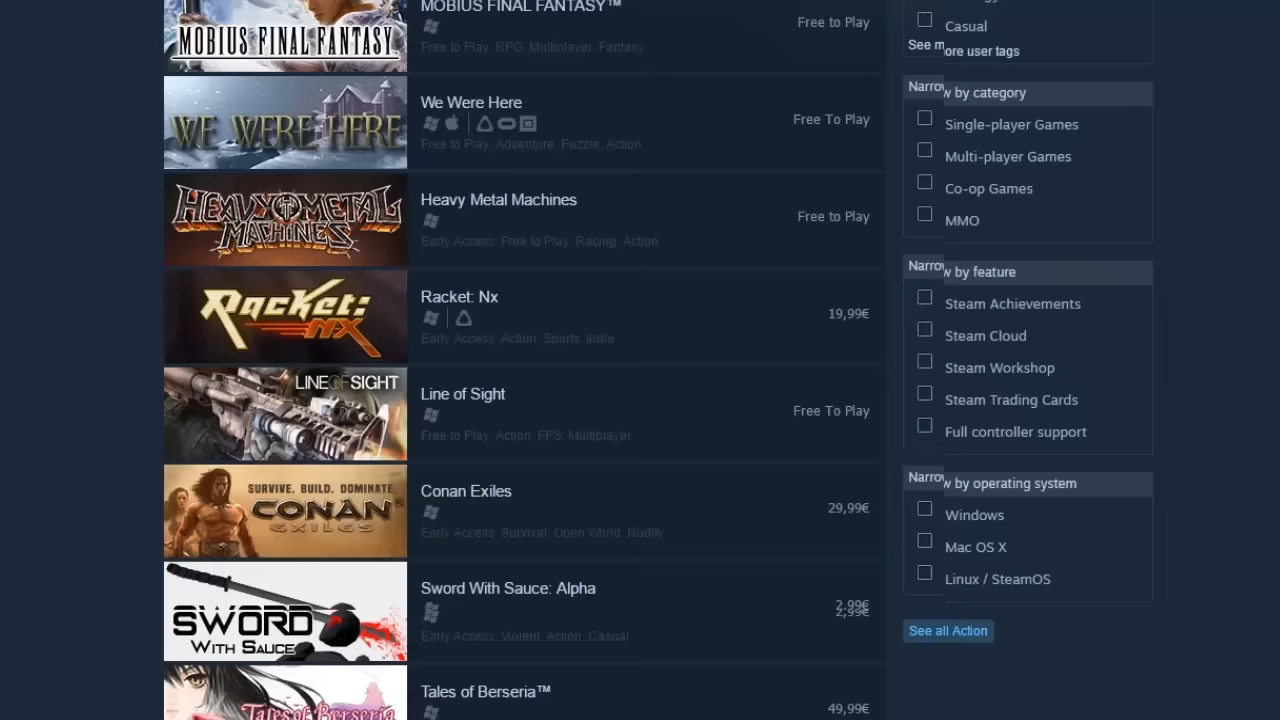 MOBIUS FINAL FANTASY
MOBIUS FINAL FANTASY™
Free to Play
Free to Play, RPG, Multiplayer, Fantasy
WE WERE HERE
We Were Here
Free To Play
Free to Play, Adventure, Puzzle, Action
HEAVY METAL
MACHINES
Heavy Metal Machines
Free to Play
Early Access, Free to Play, Racing, Action
Racket:
NX
Racket: Nx
19,99€
Early Access, Action, Sports, Indie
LINE OF SIGHT
Line of Sight
Free To Play
Free to Play, Action, FPS, Multiplayer
SURVIVE. BUILD. DOMINATE.
CONAN
EXILES
Conan Exiles
29,99€
Early Access, Survival, Open World, Nudity
SWORD
WITH SAUCE
Sword With Sauce: Alpha
2,99€
Early Access, Violent, Action, Casual
Tales of Berseria
Tales of Berseria™
49,99€
Casual
See more user tags
Narrow by category
Single-player Games
Multi-player Games
Co-op Games
MMO
Narrow by feature
Steam Achievements
Steam Cloud
Steam Workshop
Steam Trading Cards
Full controller support
Narrow by operating system
Windows
Mac OS X
Linux / SteamOS
See all Action